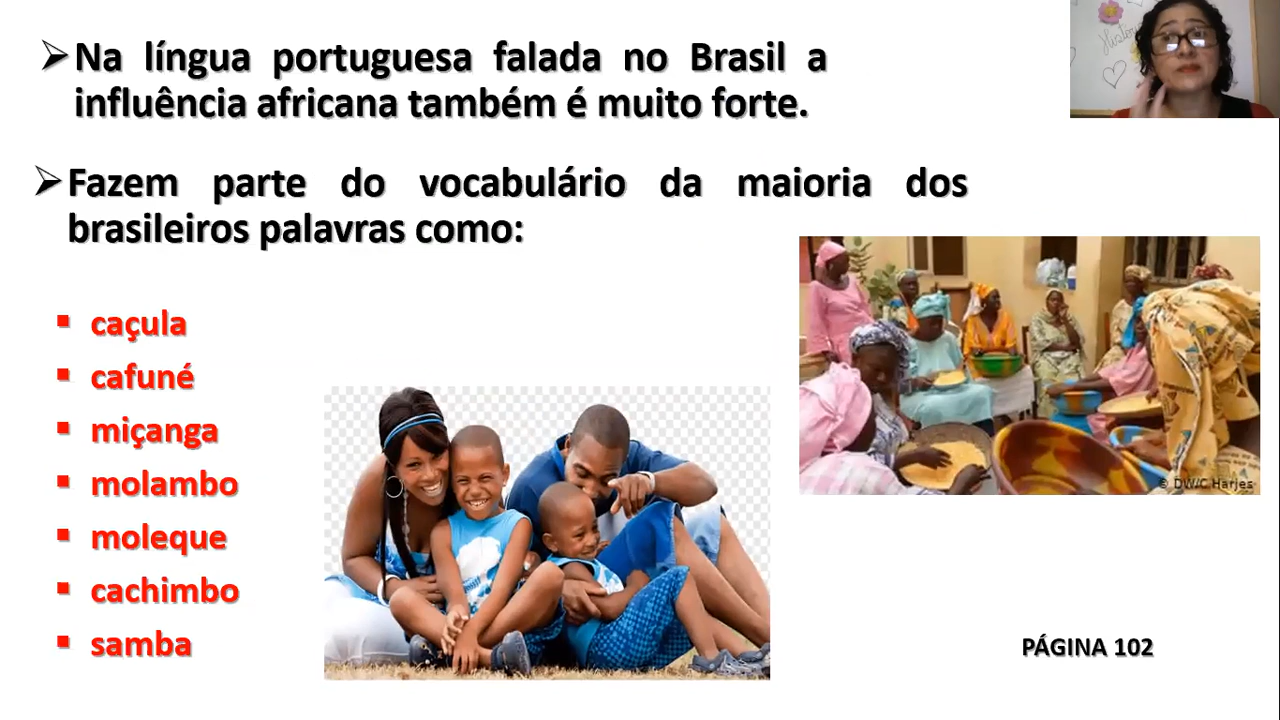 Na língua portuguesa falada no Brasil a
influência africana também é muito forte.
Fazem parte do vocabulário da maioria dos
brasileiros palavras como:
caçula
cafuné
miçanga
molambo
moleque
cachimbo
samba
© DW/C Harjes
PÁGINA 102